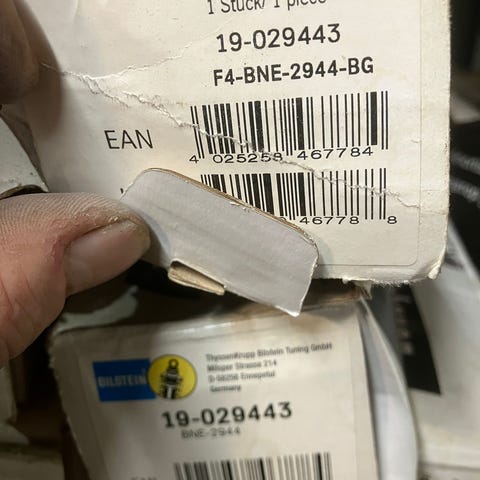 1 Stück/ 1 piece
19-029443
F4-BNE-2944-BG
EAN
4 025258 467784
46778 8
BILSTEIN
ThyssenKrupp Bilstein Tuning GmbH
Milsper Strasse 214
D-58256 Ennepetal
Germany
19-029443
BNE-2944
EAN